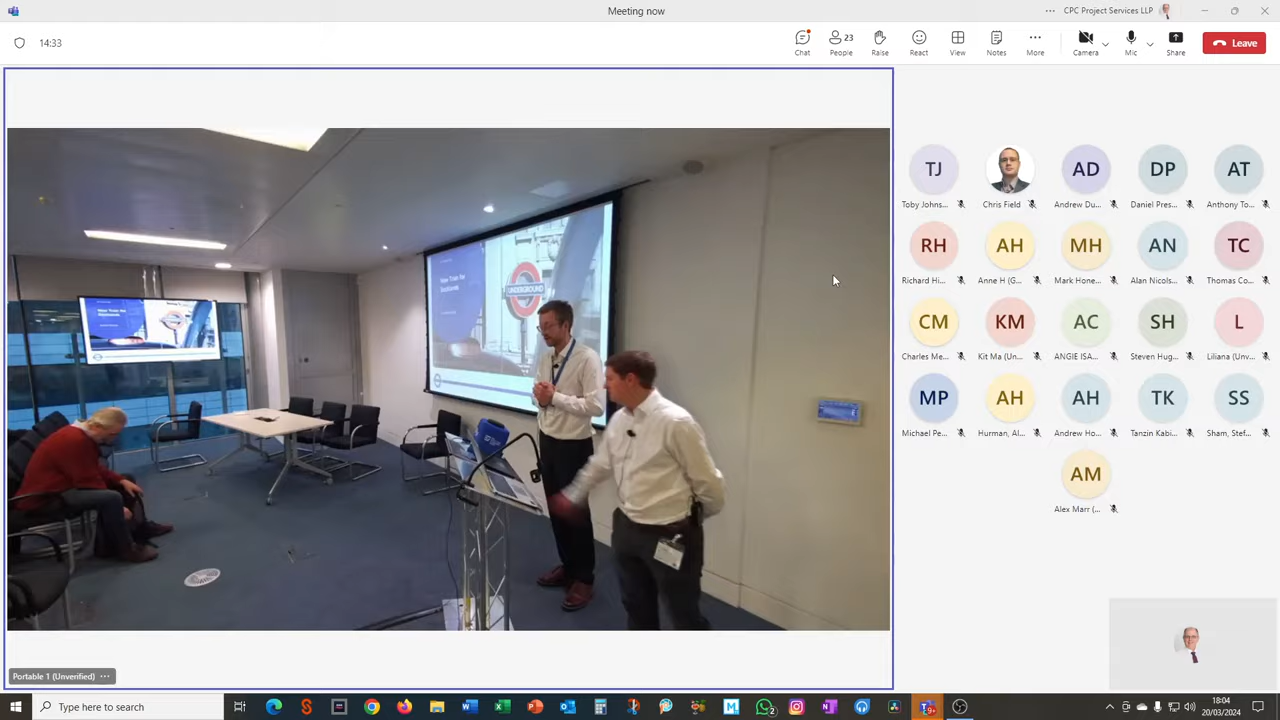 Meeting now
CPC Project Services LLP
14:33
Chat
23
People
Raise
React
View
Notes
More
Camera
Mic
Share
Leave
New Train for
UNDERGROUND
Portable 1 (Unverified)
TJ
Toby Johns...
Chris Field
AD
Andrew Du...
DP
Daniel Pres...
AT
Anthony To...
RH
Richard Hi...
AH
Anne H (G...
MH
Mark Hone...
AN
Alan Nicols...
TC
Thomas Co...
CM
Charles Me...
KM
Kit Ma (Un...
AC
ANGIE ISA...
SH
Steven Hug...
L
Liliana (Unv...
MP
Michael Pe...
AH
Hurman, Al...
AH
Andrew Ho...
TK
Tanzin Kabi...
SS
Sham, Stef...
AM
Alex Marr (...
Type here to search
2
18:04
20/03/2024